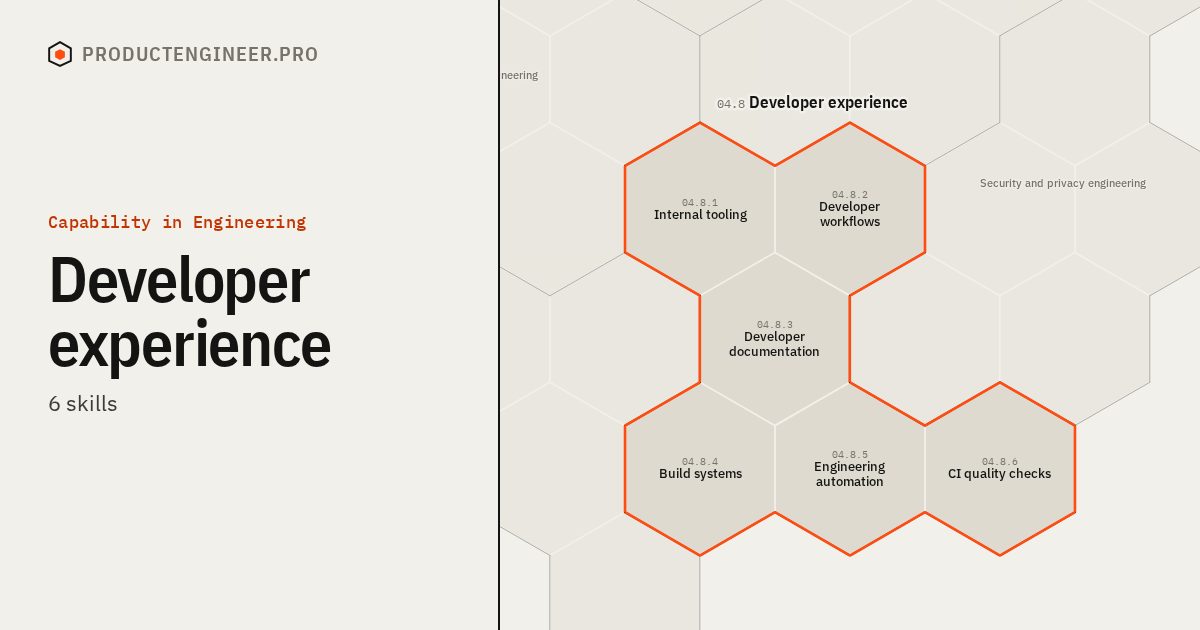 PRODUCTENGINEER.PRO
Capability in Engineering
Developer
experience
6 skills
neering
04.8 Developer experience
Security and privacy engineering
04.8.1
Internal tooling
04.8.2
Developer
workflows
04.8.3
Developer
documentation
04.8.4
Build systems
04.8.5
Engineering
automation
04.8.6
CI quality checks